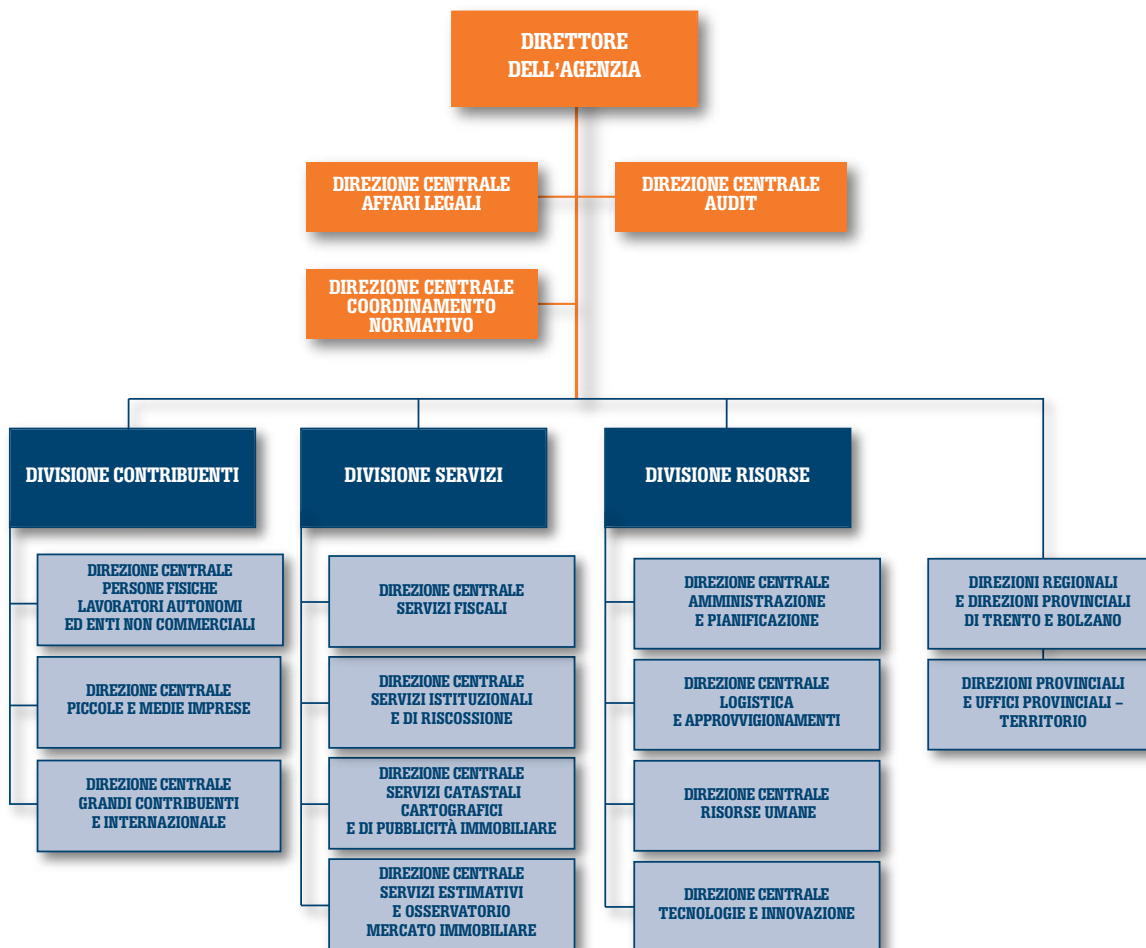 DIRETTORE
DELL'AGENZIA
DIREZIONE CENTRALE
AFFARI LEGALI
DIREZIONE CENTRALE
AUDIT
DIREZIONE CENTRALE
COORDINAMENTO
NORMATIVO
DIVISIONE CONTRIBUENTI
DIREZIONE CENTRALE
PERSONE FISICHE
LAVORATORI AUTONOMI
ED ENTI NON COMMERCIALI
DIREZIONE CENTRALE
PICCOLE E MEDIE IMPRESE
DIREZIONE CENTRALE
GRANDI CONTRIBUENTI
E INTERNAZIONALE
DIVISIONE SERVIZI
DIREZIONE CENTRALE
SERVIZI FISCALI
DIREZIONE CENTRALE
SERVIZI ISTITUZIONALI
E DI RISCOSSIONE
DIREZIONE CENTRALE
SERVIZI CATASTALI
CARTOGRAFICI
E DI PUBBLICITÀ IMMOBILIARE
DIREZIONE CENTRALE
SERVIZI ESTIMATIVI
E OSSERVATORIO
MERCATO IMMOBILIARE
DIVISIONE RISORSE
DIREZIONE CENTRALE
AMMINISTRAZIONE
E PIANIFICAZIONE
DIREZIONE CENTRALE
LOGISTICA
E APPROVVIGIONAMENTI
DIREZIONE CENTRALE
RISORSE UMANE
DIREZIONE CENTRALE
TECNOLOGIE E INNOVAZIONE
DIREZIONI REGIONALI
E DIREZIONI PROVINCIALI
DI TRENTO E BOLZANO
DIREZIONI PROVINCIALI
E UFFICI PROVINCIALI –
TERRITORIO